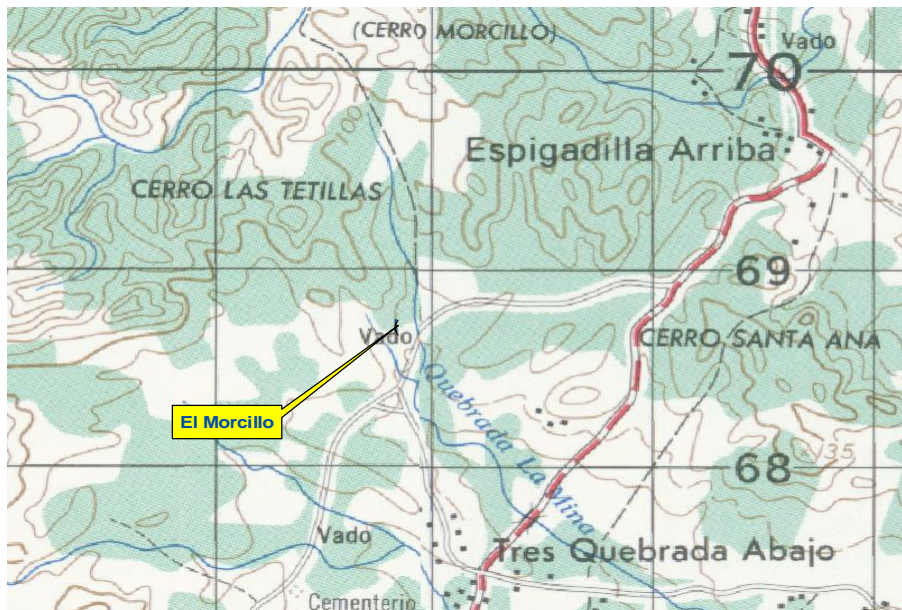 (CERRO MORCILLO)
Vado
70
Espigadilla Arriba
CERRO LAS TETILLAS
69
Vado
CERRO SANTA ANA
El Morcillo
Quebrada La Mina
68
135
Vado
Tres Quebrada Abajo
Cementerio